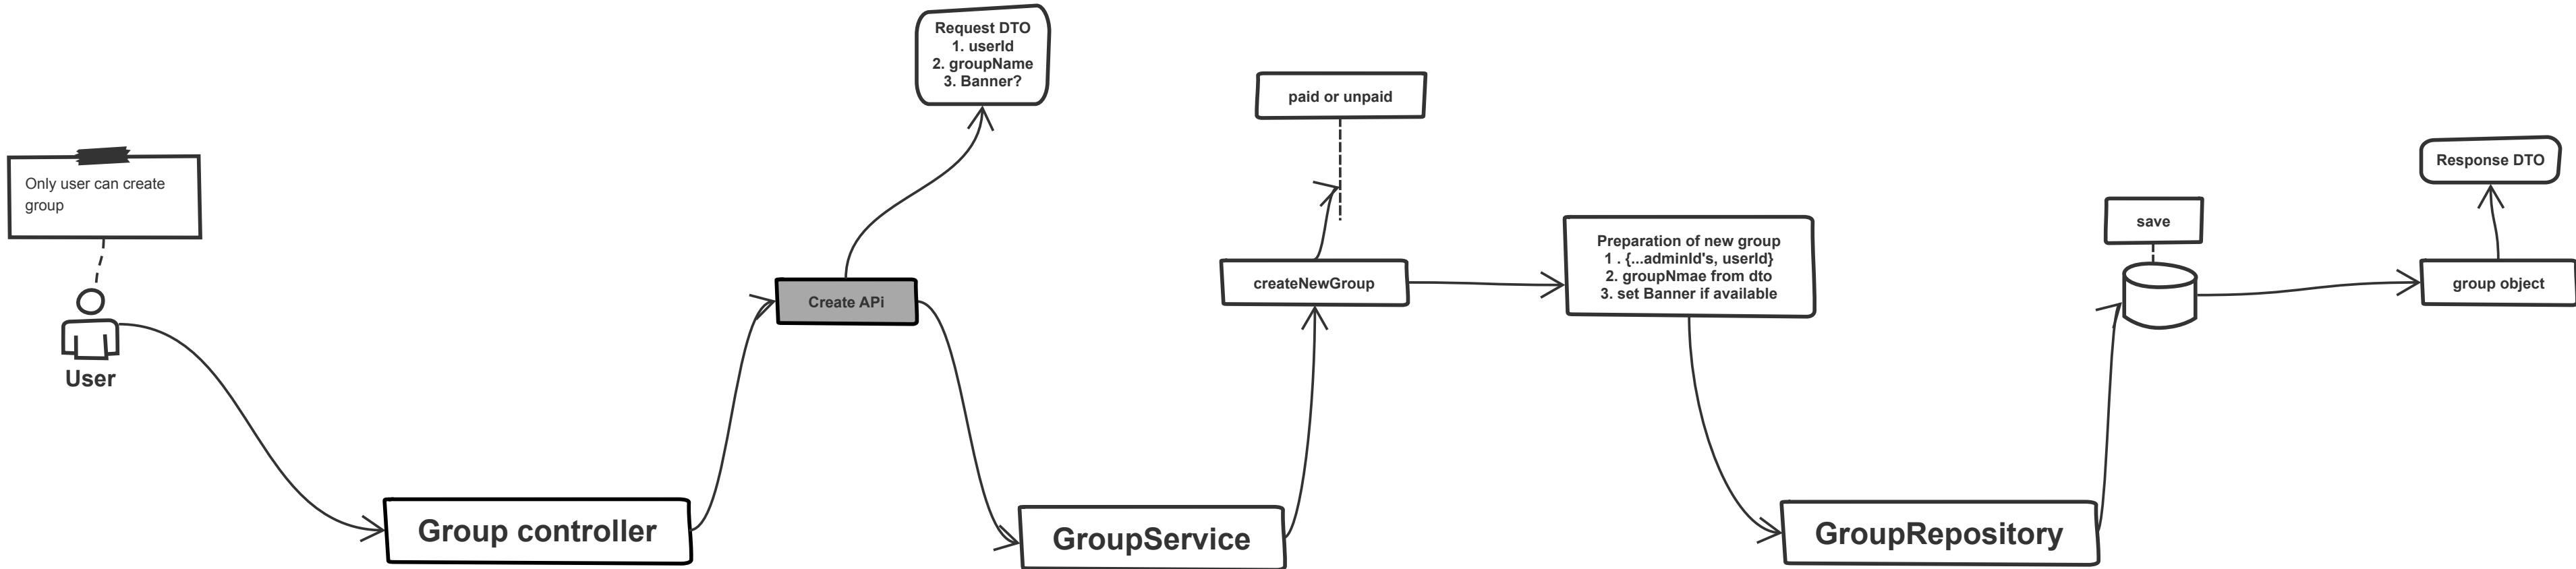 Only user can create
group
User
Group controller
Create APi
Request DTO
1. userId
2. groupName
3. Banner?
GroupService
createNewGroup
paid or unpaid
Preparation of new group
1 . {...adminId's, userId}
2. groupNmae from dto
3. set Banner if available
GroupRepository
save
group object
Response DTO